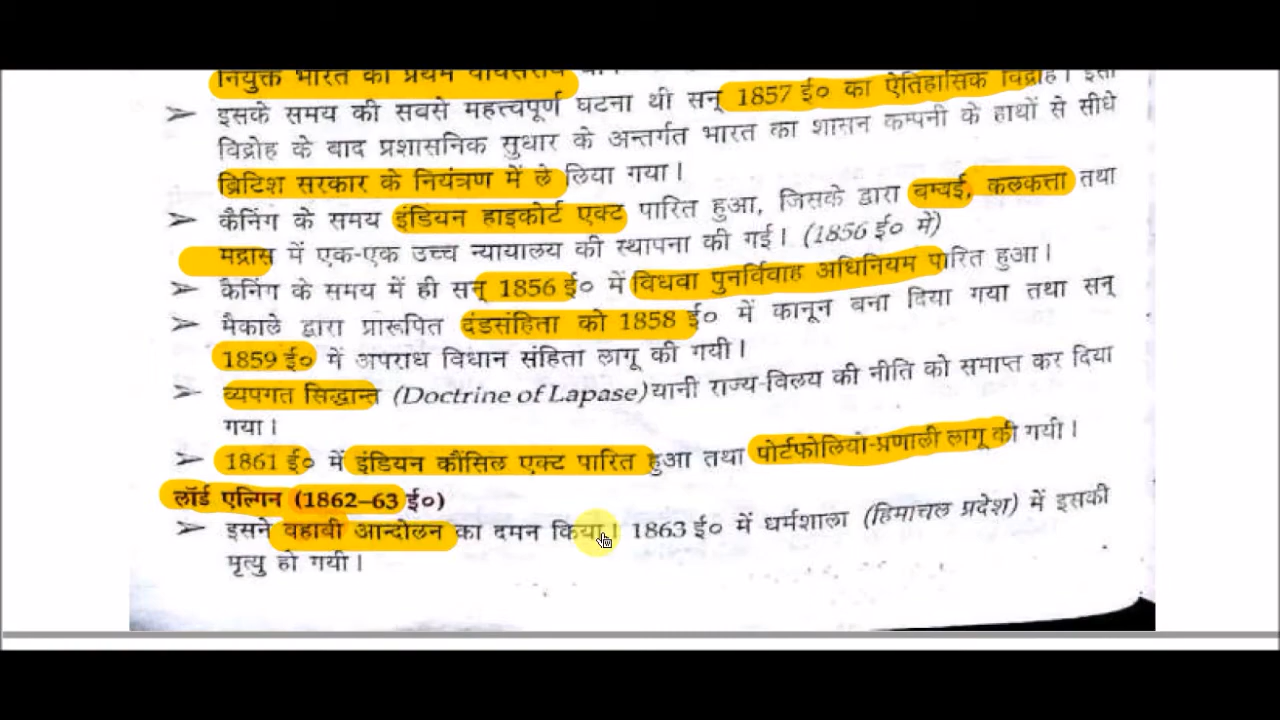 नियुक्त भारत का प्रथम वायसराय
इसके समय की सबसे महत्त्वपूर्ण घटना थी सन् 1857 ई० का ऐतिहासिक विद्रोह। इसी
विद्रोह के बाद प्रशासनिक सुधार के अन्तर्गत भारत का शासन कम्पनी के हाथों से सीधे
ब्रिटिश सरकार के नियंत्रण में ले लिया गया।
कैनिंग के समय इंडियन हाइकोर्ट एक्ट पारित हुआ, जिसके द्वारा बम्बई, कलकत्ता तथा
मद्रास में एक-एक उच्च न्यायालय की स्थापना की गई। (1856 ई० में)
कैनिंग के समय में ही सन् 1856 ई० में विधवा पुनर्विवाह अधिनियम पारित हुआ।
मैकाले द्वारा प्रारूपित दंडसंहिता को 1858 ई० में कानून बना दिया गया तथा सन्
1859 ई० में अपराध विधान संहिता लागू की गयी।
व्यपगत सिद्धान्त (Doctrine of Lapase) यानी राज्य-विलय की नीति को समाप्त कर दिया
गया।
1861 ई० में इंडियन कौंसिल एक्ट पारित हुआ तथा पोर्टफोलियो-प्रणाली लागू की गयी।
लॉर्ड एल्गिन (1862–63 ई०)
इसने वहाबी आन्दोलन का दमन किया। 1863 ई० में धर्मशाला (हिमाचल प्रदेश) में इसकी
मृत्यु हो गयी।